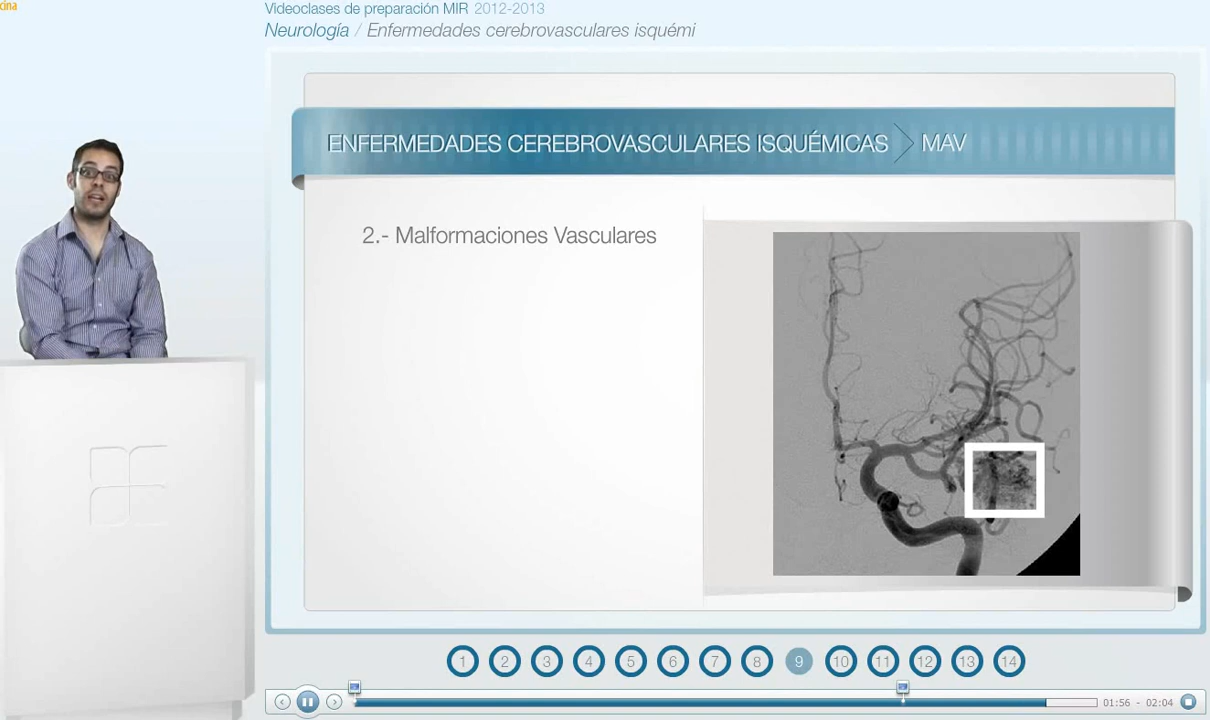 cina
Videoclases de preparación MIR 2012-2013
Neurología / Enfermedades cerebrovasculares isquémi
ENFERMEDADES CEREBROVASCULARES ISQUÉMICAS > MAV
2.- Malformaciones Vasculares
1 2 3 4 5 6 7 8 9 10 11 12 13 14
01:56 - 02:04